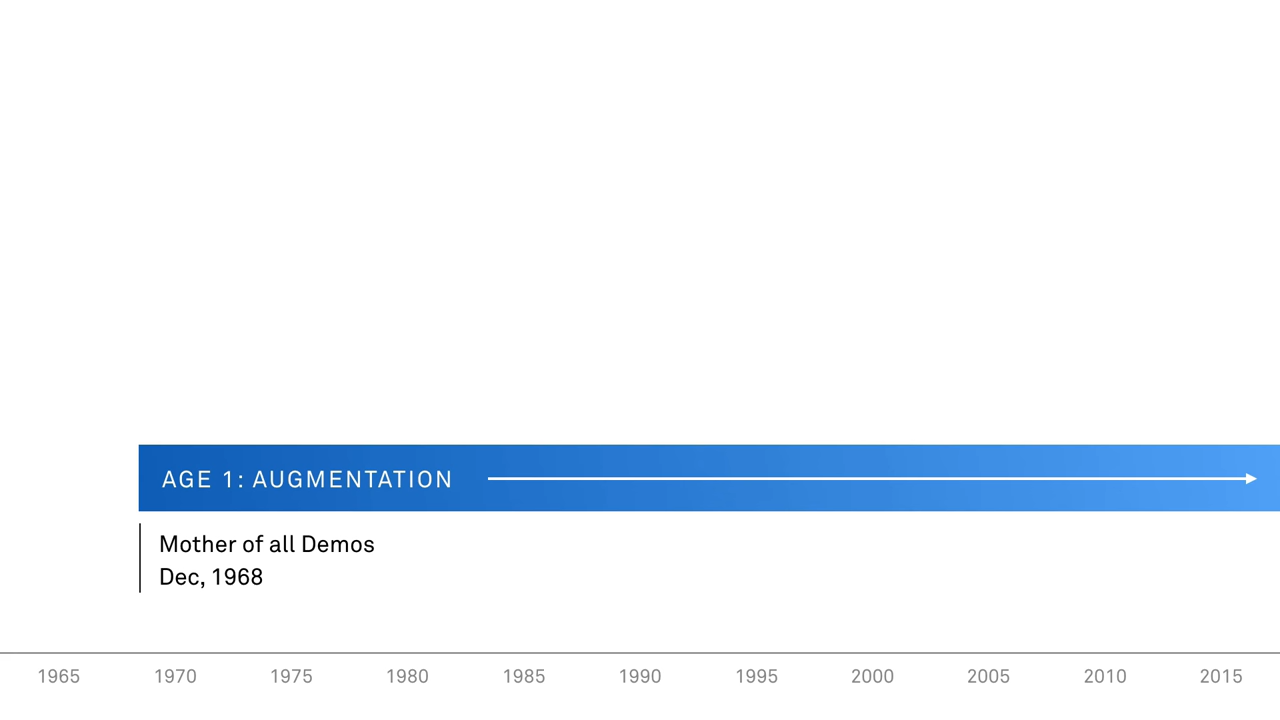 AGE 1: AUGMENTATION
Mother of all Demos
Dec, 1968
1965 1970 1975 1980 1985 1990 1995 2000 2005 2010 2015